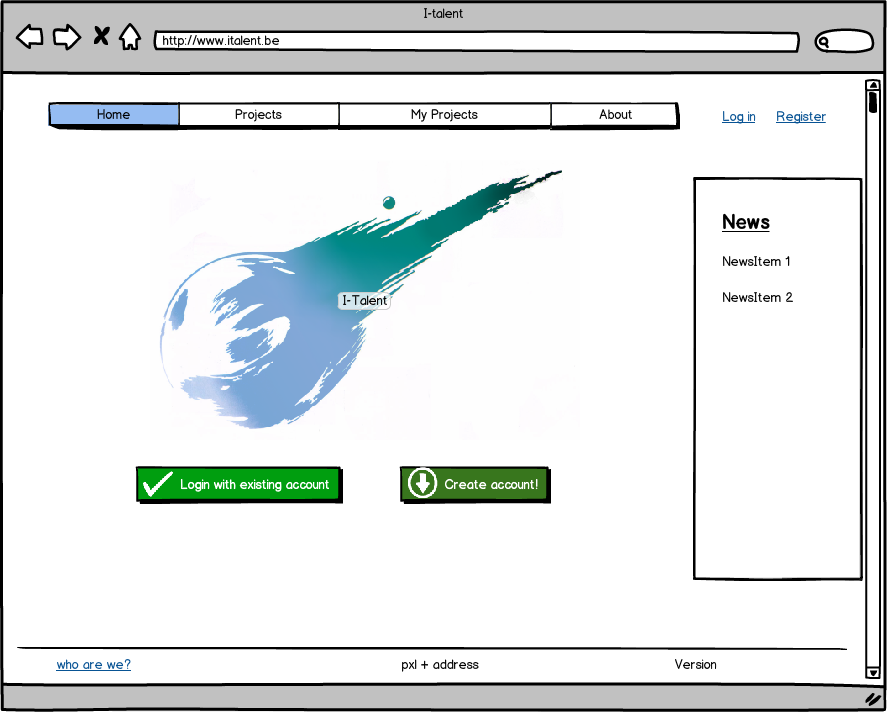 I-talent
http://www.italent.be
Home
Projects
My Projects
About
Log in
Register
I-Talent
News
NewsItem 1
NewsItem 2
Login with existing account
Create account!
who are we?
pxl + address
Version